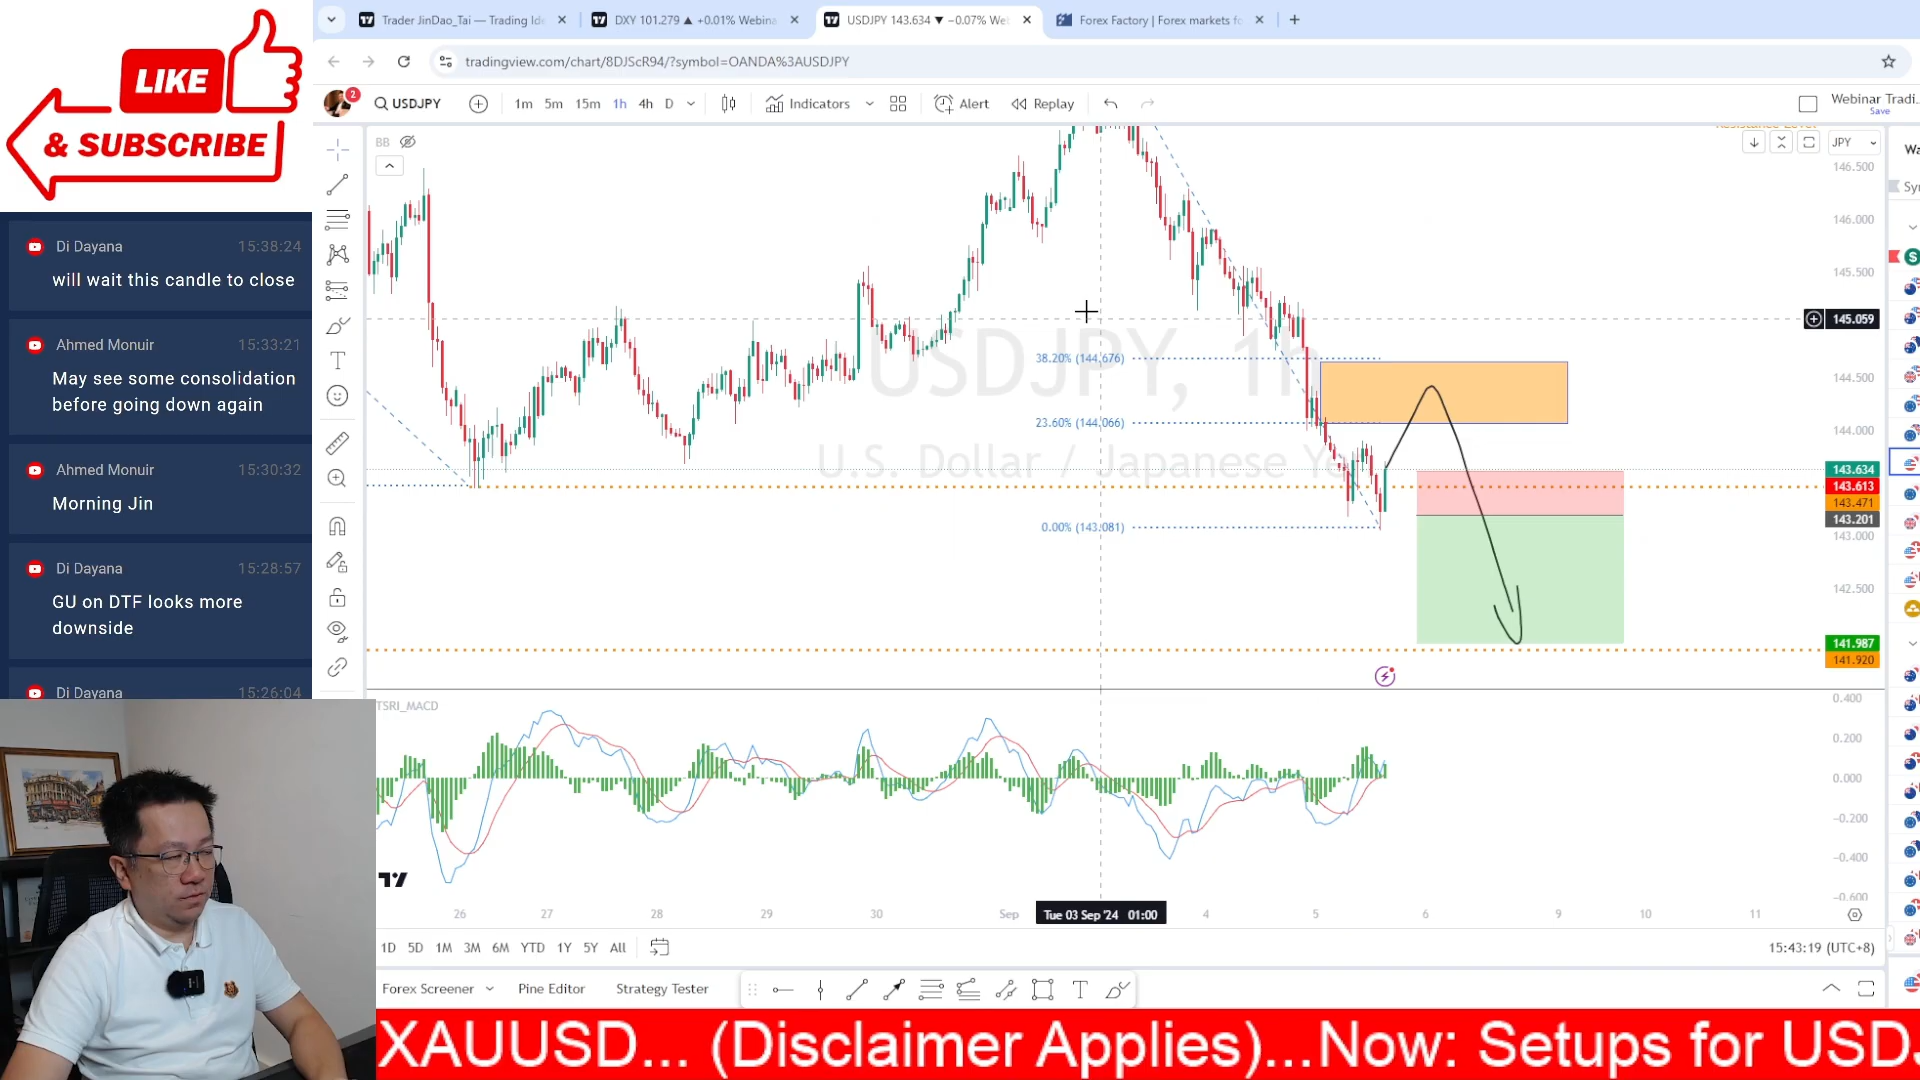 LIKE
& SUBSCRIBE
Trader JinDao_Tai — Trading Ide
DXY 101.279 ▲ +0.01% Webina
USDJPY 143.634 ▼ −0.07% We
Forex Factory | Forex markets fo
tradingview.com/chart/8DJScR94/?symbol=OANDA%3AUSDJPY
2
USDJPY
1m 5m 15m 1h 4h D
Indicators
Alert
Replay
Webinar Tradi...
Save
BB
JPY
Wa
Sy
Di Dayana 15:38:24
will wait this candle to close
Ahmed Monuir 15:33:21
May see some consolidation
before going down again
Ahmed Monuir 15:30:32
Morning Jin
Di Dayana 15:28:57
GU on DTF looks more
downside
Di Dayana 15:26:04
USDJPY, 1h
U.S. Dollar / Japanese Ye
38.20% (144.676)
23.60% (144.066)
0.00% (143.081)
146.500
146.000
145.500
145.059
144.500
144.000
143.634
143.613
143.471
143.201
143.000
142.500
141.987
141.920
TSRI_MACD
0.400
0.200
0.000
−0.200
−0.400
−0.600
26 27 28 29 30 Sep Tue 03 Sep '24 01:00 4 5 6 9 10 11
1D 5D 1M 3M 6M YTD 1Y 5Y All
15:43:19 (UTC+8)
Forex Screener
Pine Editor
Strategy Tester
XAUUSD... (Disclaimer Applies)...Now: Setups for USDJ